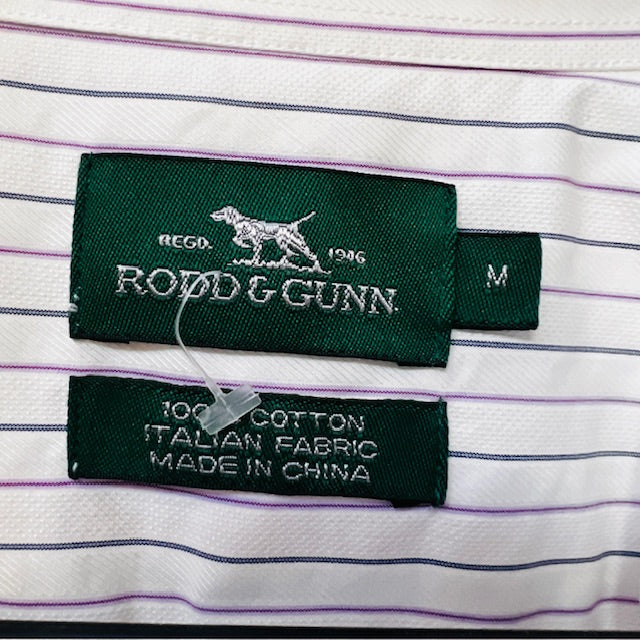 REGD. 1946
RODD & GUNN
M
100% COTTON
ITALIAN FABRIC
MADE IN CHINA